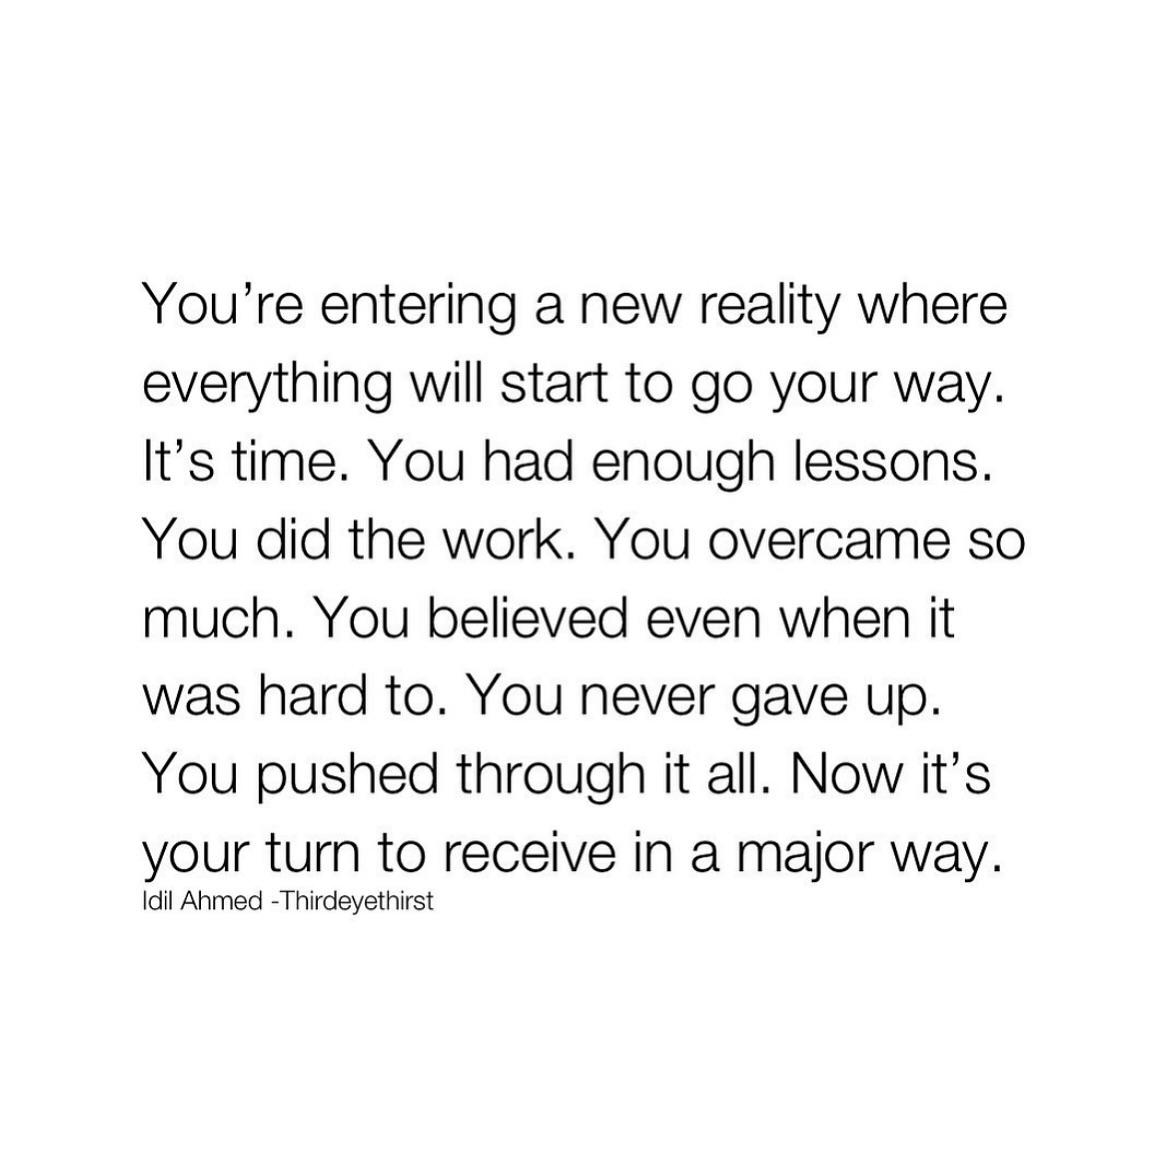 You’re entering a new reality where
everything will start to go your way.
It’s time. You had enough lessons.
You did the work. You overcame so
much. You believed even when it
was hard to. You never gave up.
You pushed through it all. Now it’s
your turn to receive in a major way.
Idil Ahmed -Thirdeyethirst